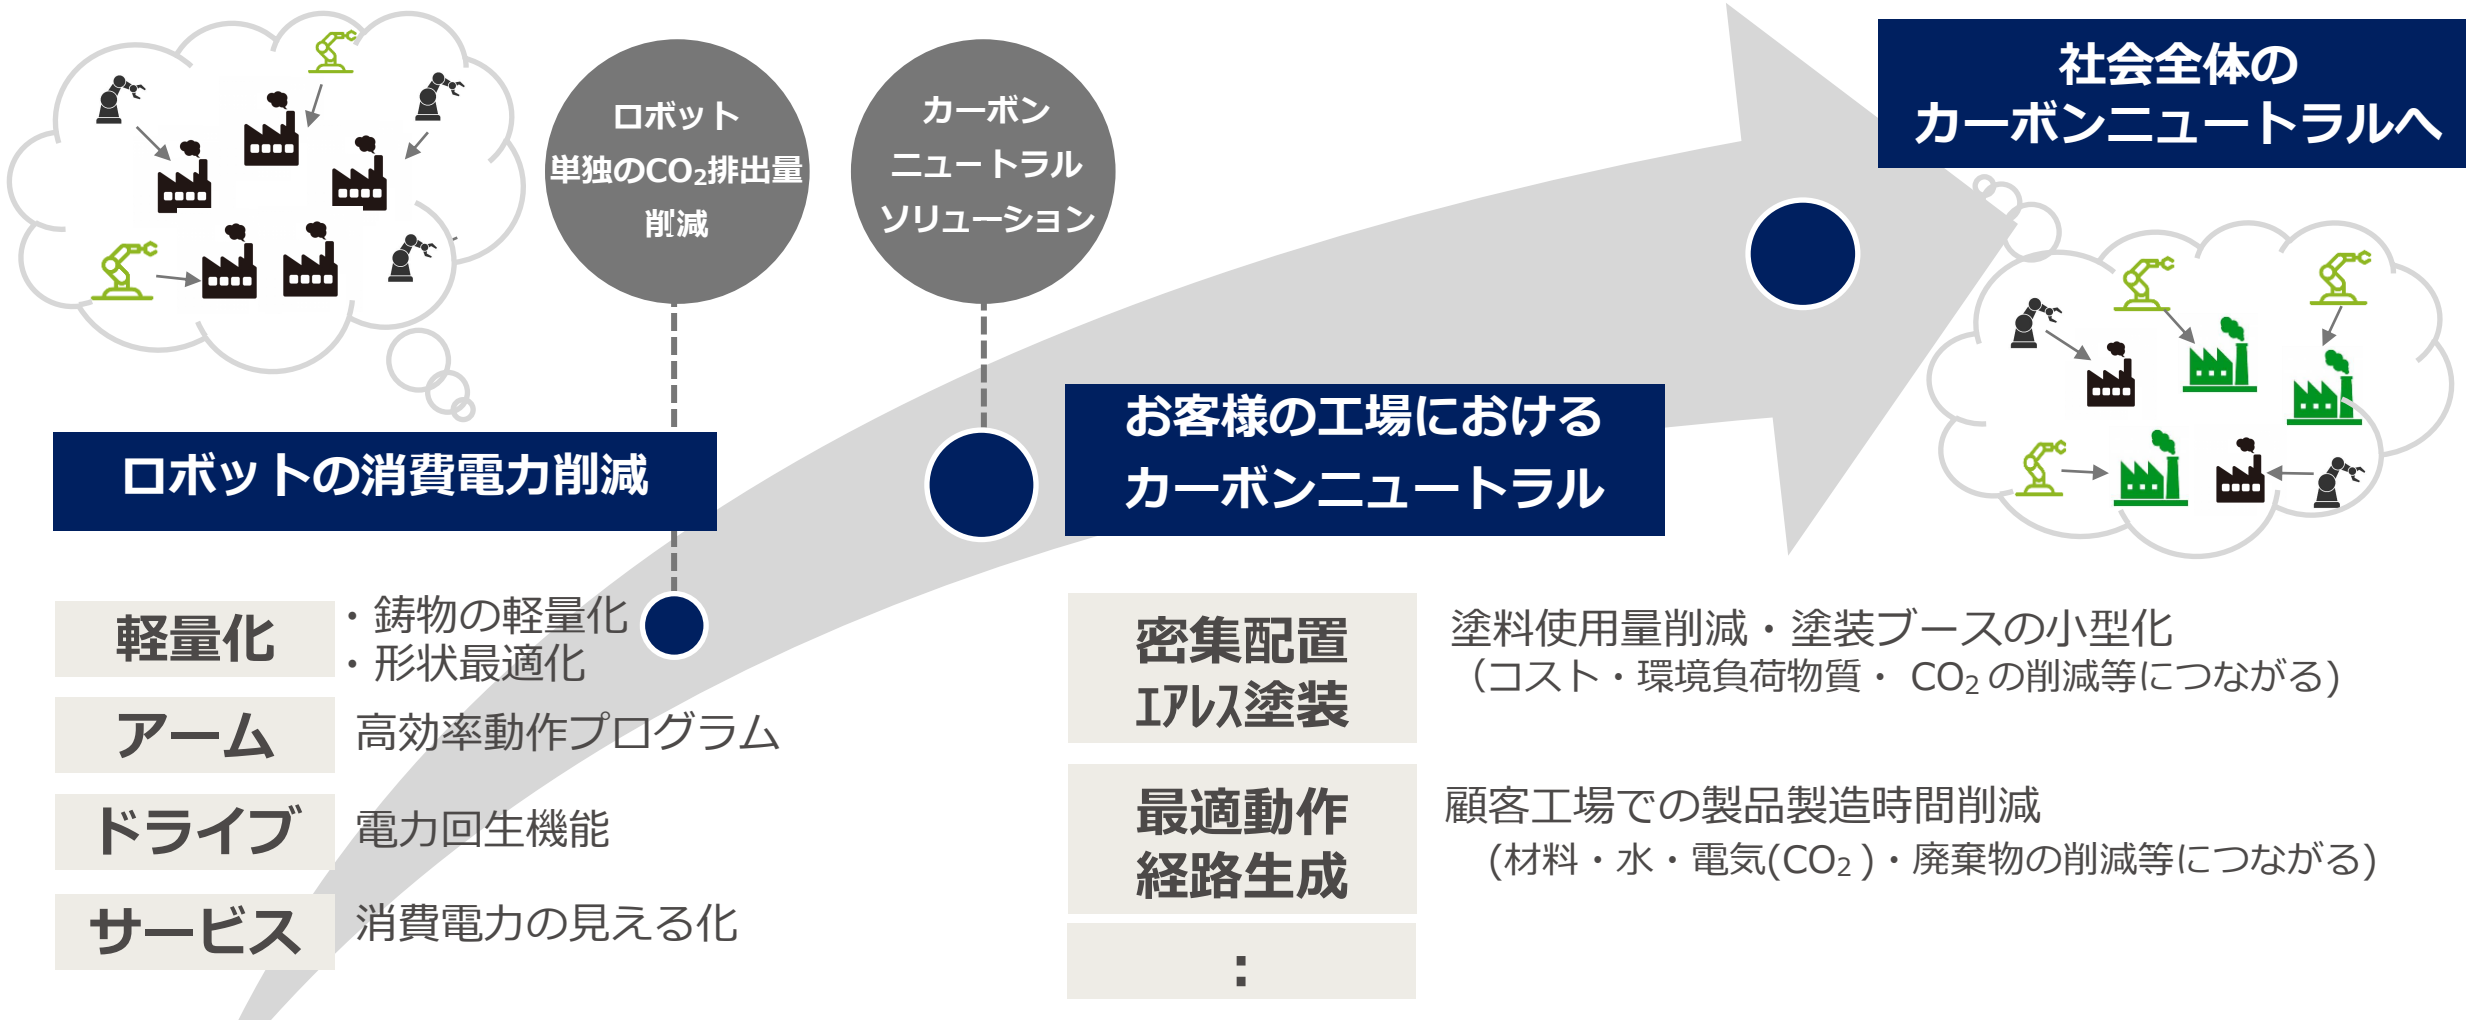 ロボット
単独のCO₂排出量
削減
カーボン
ニュートラル
ソリューション
社会全体の
カーボンニュートラルへ
ロボットの消費電力削減
軽量化
・鋳物の軽量化
・形状最適化
アーム
高効率動作プログラム
ドライブ
電力回生機能
サービス
消費電力の見える化
お客様の工場における
カーボンニュートラル
密集配置
ｴｱﾚｽ塗装
塗料使用量削減・塗装ブースの小型化
（コスト・環境負荷物質・ CO₂の削減等につながる)
最適動作
経路生成
顧客工場での製品製造時間削減
(材料・水・電気(CO₂ )・廃棄物の削減等につながる)
：